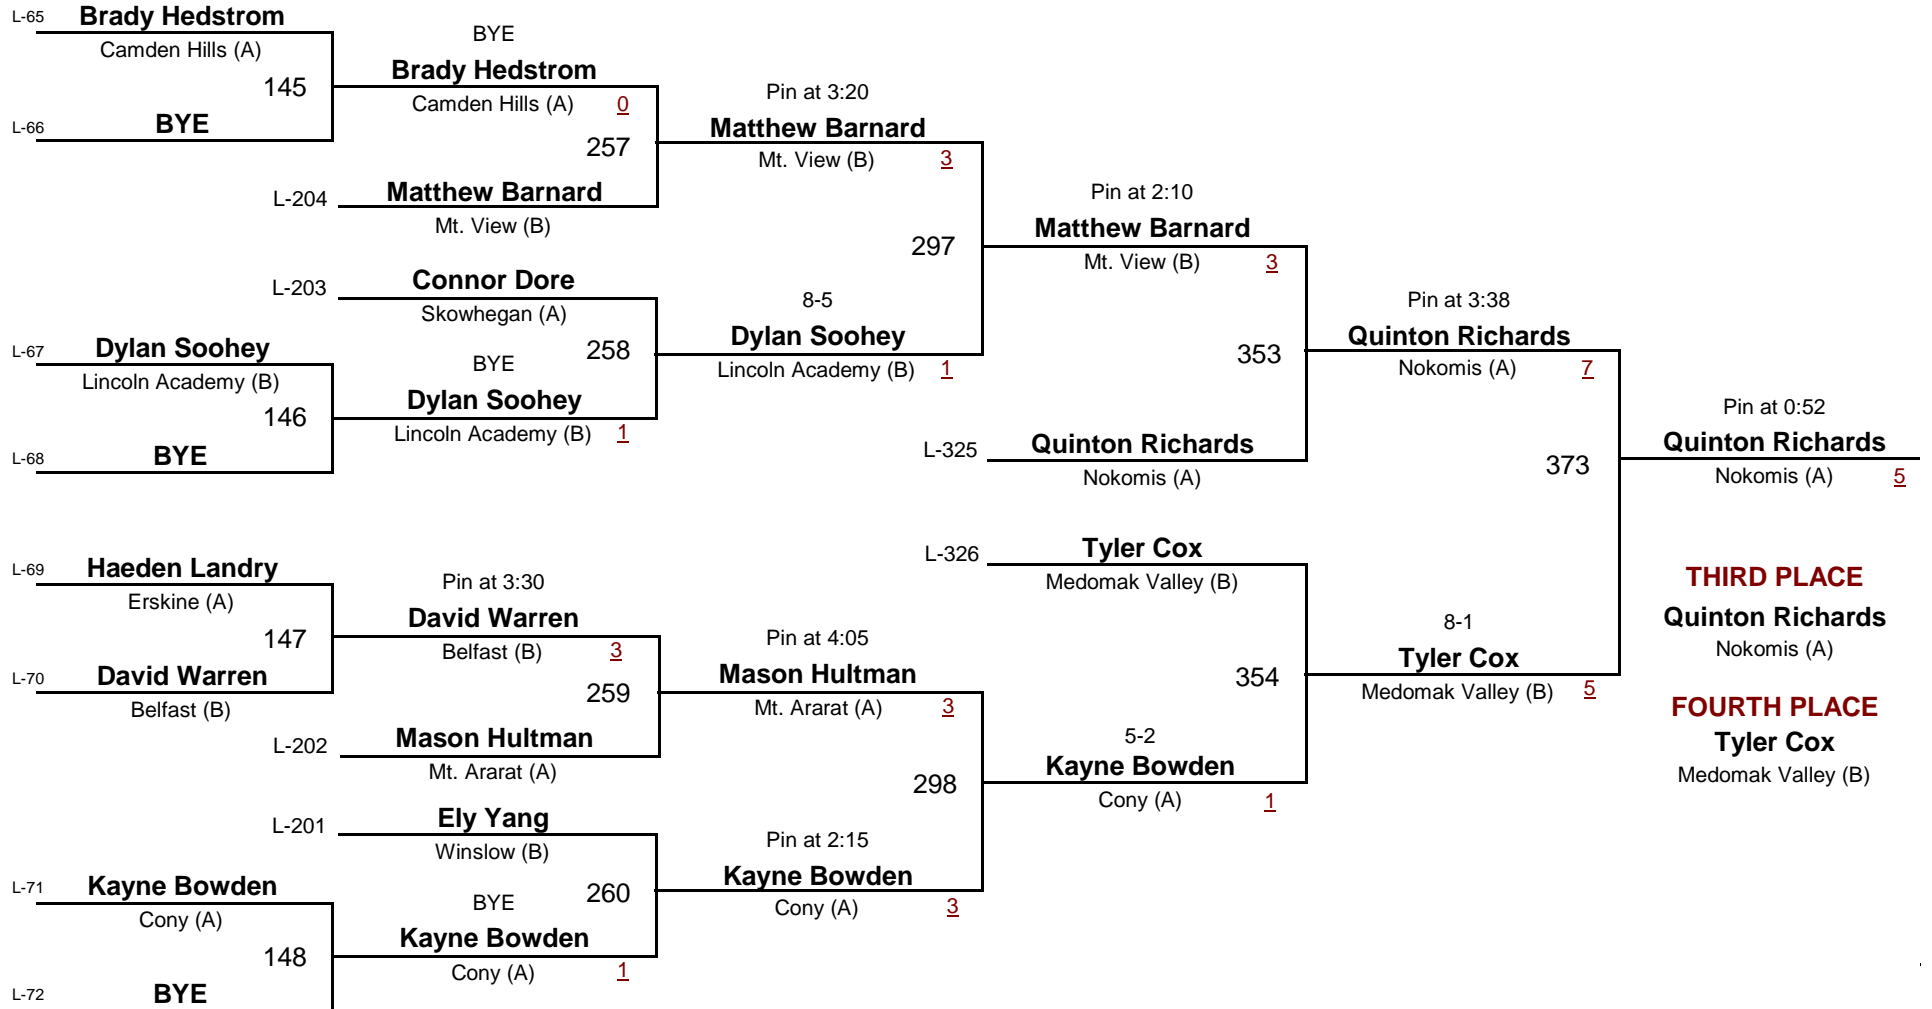 L-65 Brady Hedstrom
Camden Hills (A)
145
L-66 BYE
BYE
Brady Hedstrom
Camden Hills (A) 0
257
L-204 Matthew Barnard
Mt. View (B)
Pin at 3:20
Matthew Barnard
Mt. View (B) 3
297
L-203 Connor Dore
Skowhegan (A)
258
L-67 Dylan Soohey
Lincoln Academy (B)
146
L-68 BYE
BYE
Dylan Soohey
Lincoln Academy (B) 1
8-5
Dylan Soohey
Lincoln Academy (B) 1
Pin at 2:10
Matthew Barnard
Mt. View (B) 3
353
L-325 Quinton Richards
Nokomis (A)
Pin at 3:38
Quinton Richards
Nokomis (A) 7
373
Pin at 0:52
Quinton Richards
Nokomis (A) 5
L-69 Haeden Landry
Erskine (A)
147
L-70 David Warren
Belfast (B)
Pin at 3:30
David Warren
Belfast (B) 3
259
L-202 Mason Hultman
Mt. Ararat (A)
Pin at 4:05
Mason Hultman
Mt. Ararat (A) 3
298
L-201 Ely Yang
Winslow (B)
260
L-71 Kayne Bowden
Cony (A)
148
L-72 BYE
BYE
Kayne Bowden
Cony (A) 1
Pin at 2:15
Kayne Bowden
Cony (A) 3
L-326 Tyler Cox
Medomak Valley (B)
354
5-2
Kayne Bowden
Cony (A) 1
8-1
Tyler Cox
Medomak Valley (B) 5
THIRD PLACE
Quinton Richards
Nokomis (A)
FOURTH PLACE
Tyler Cox
Medomak Valley (B)